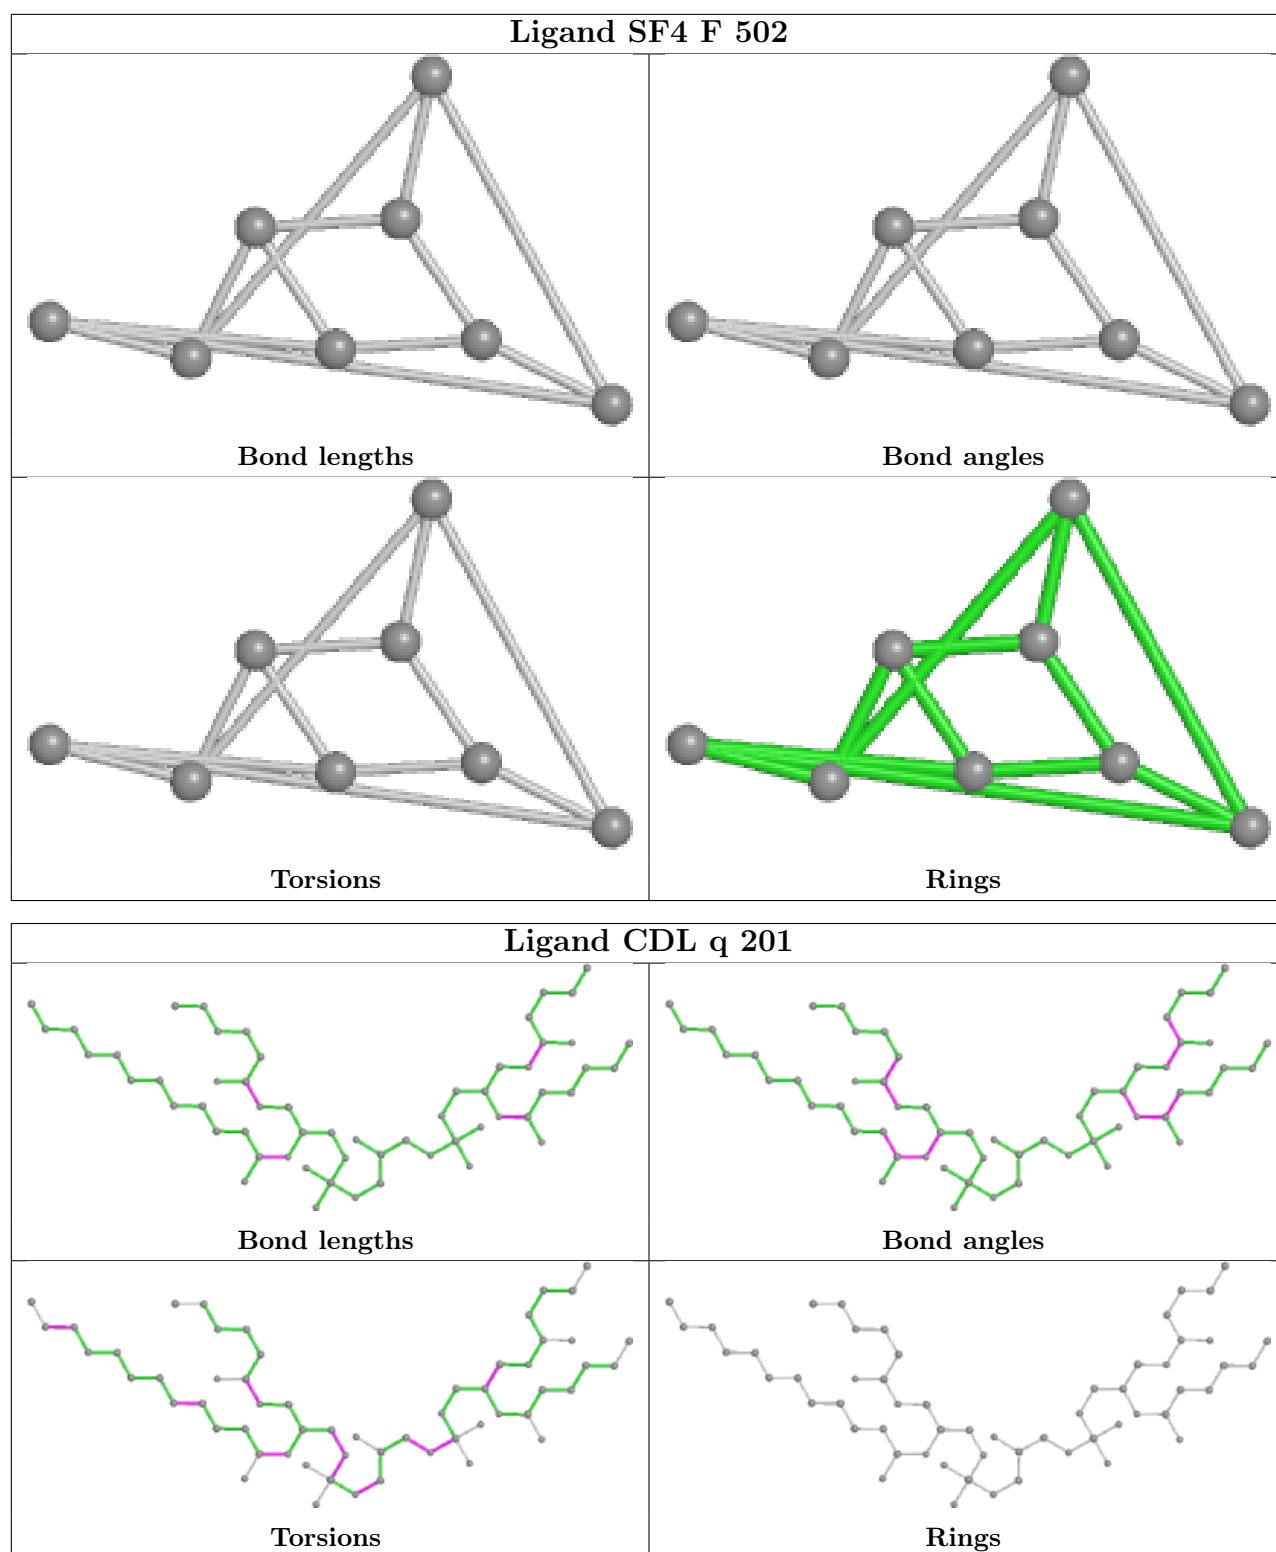 Ligand SF4 F 502
Bond lengths
Bond angles
Torsions
Rings
Ligand CDL q 201
Bond lengths
Bond angles
Torsions
Rings